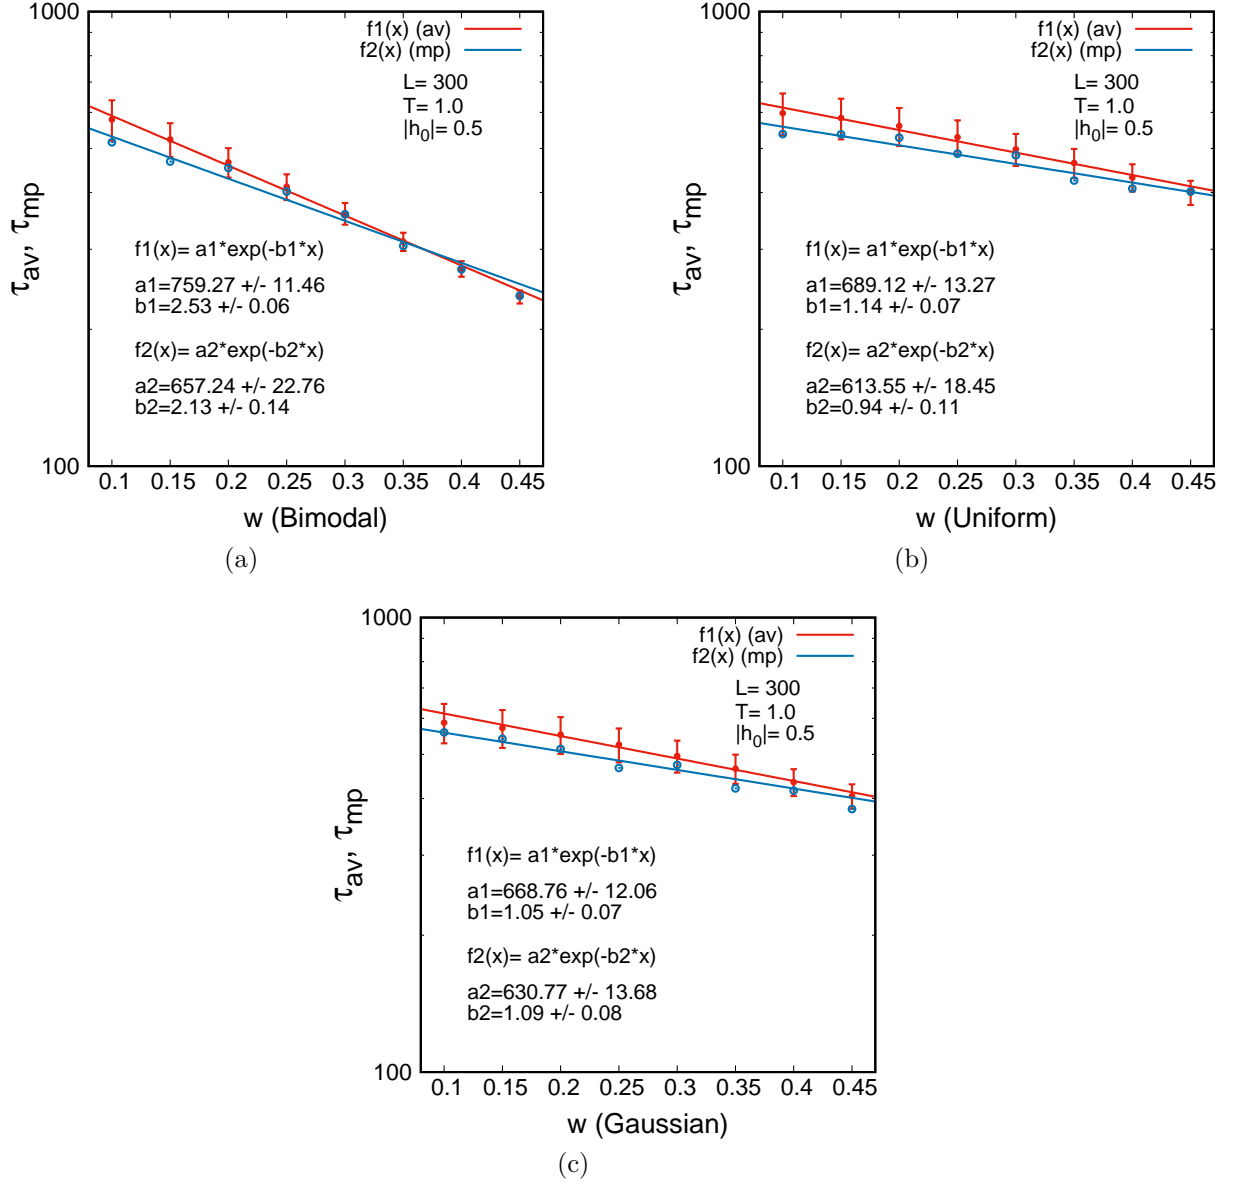 1000
f1(x) (av)
f2(x) (mp)
L= 300
T= 1.0
|h0|= 0.5
τav, τmp
f1(x)= a1*exp(-b1*x)
a1=759.27 +/- 11.46
b1=2.53 +/- 0.06
f2(x)= a2*exp(-b2*x)
a2=657.24 +/- 22.76
b2=2.13 +/- 0.14
100
0.1 0.15 0.2 0.25 0.3 0.35 0.4 0.45
w (Bimodal)
(a)
1000
f1(x) (av)
f2(x) (mp)
L= 300
T= 1.0
|h0|= 0.5
τav, τmp
f1(x)= a1*exp(-b1*x)
a1=689.12 +/- 13.27
b1=1.14 +/- 0.07
f2(x)= a2*exp(-b2*x)
a2=613.55 +/- 18.45
b2=0.94 +/- 0.11
100
0.1 0.15 0.2 0.25 0.3 0.35 0.4 0.45
w (Uniform)
(b)
1000
f1(x) (av)
f2(x) (mp)
L= 300
T= 1.0
|h0|= 0.5
τav, τmp
f1(x)= a1*exp(-b1*x)
a1=668.76 +/- 12.06
b1=1.05 +/- 0.07
f2(x)= a2*exp(-b2*x)
a2=630.77 +/- 13.68
b2=1.09 +/- 0.08
100
0.1 0.15 0.2 0.25 0.3 0.35 0.4 0.45
w (Gaussian)
(c)